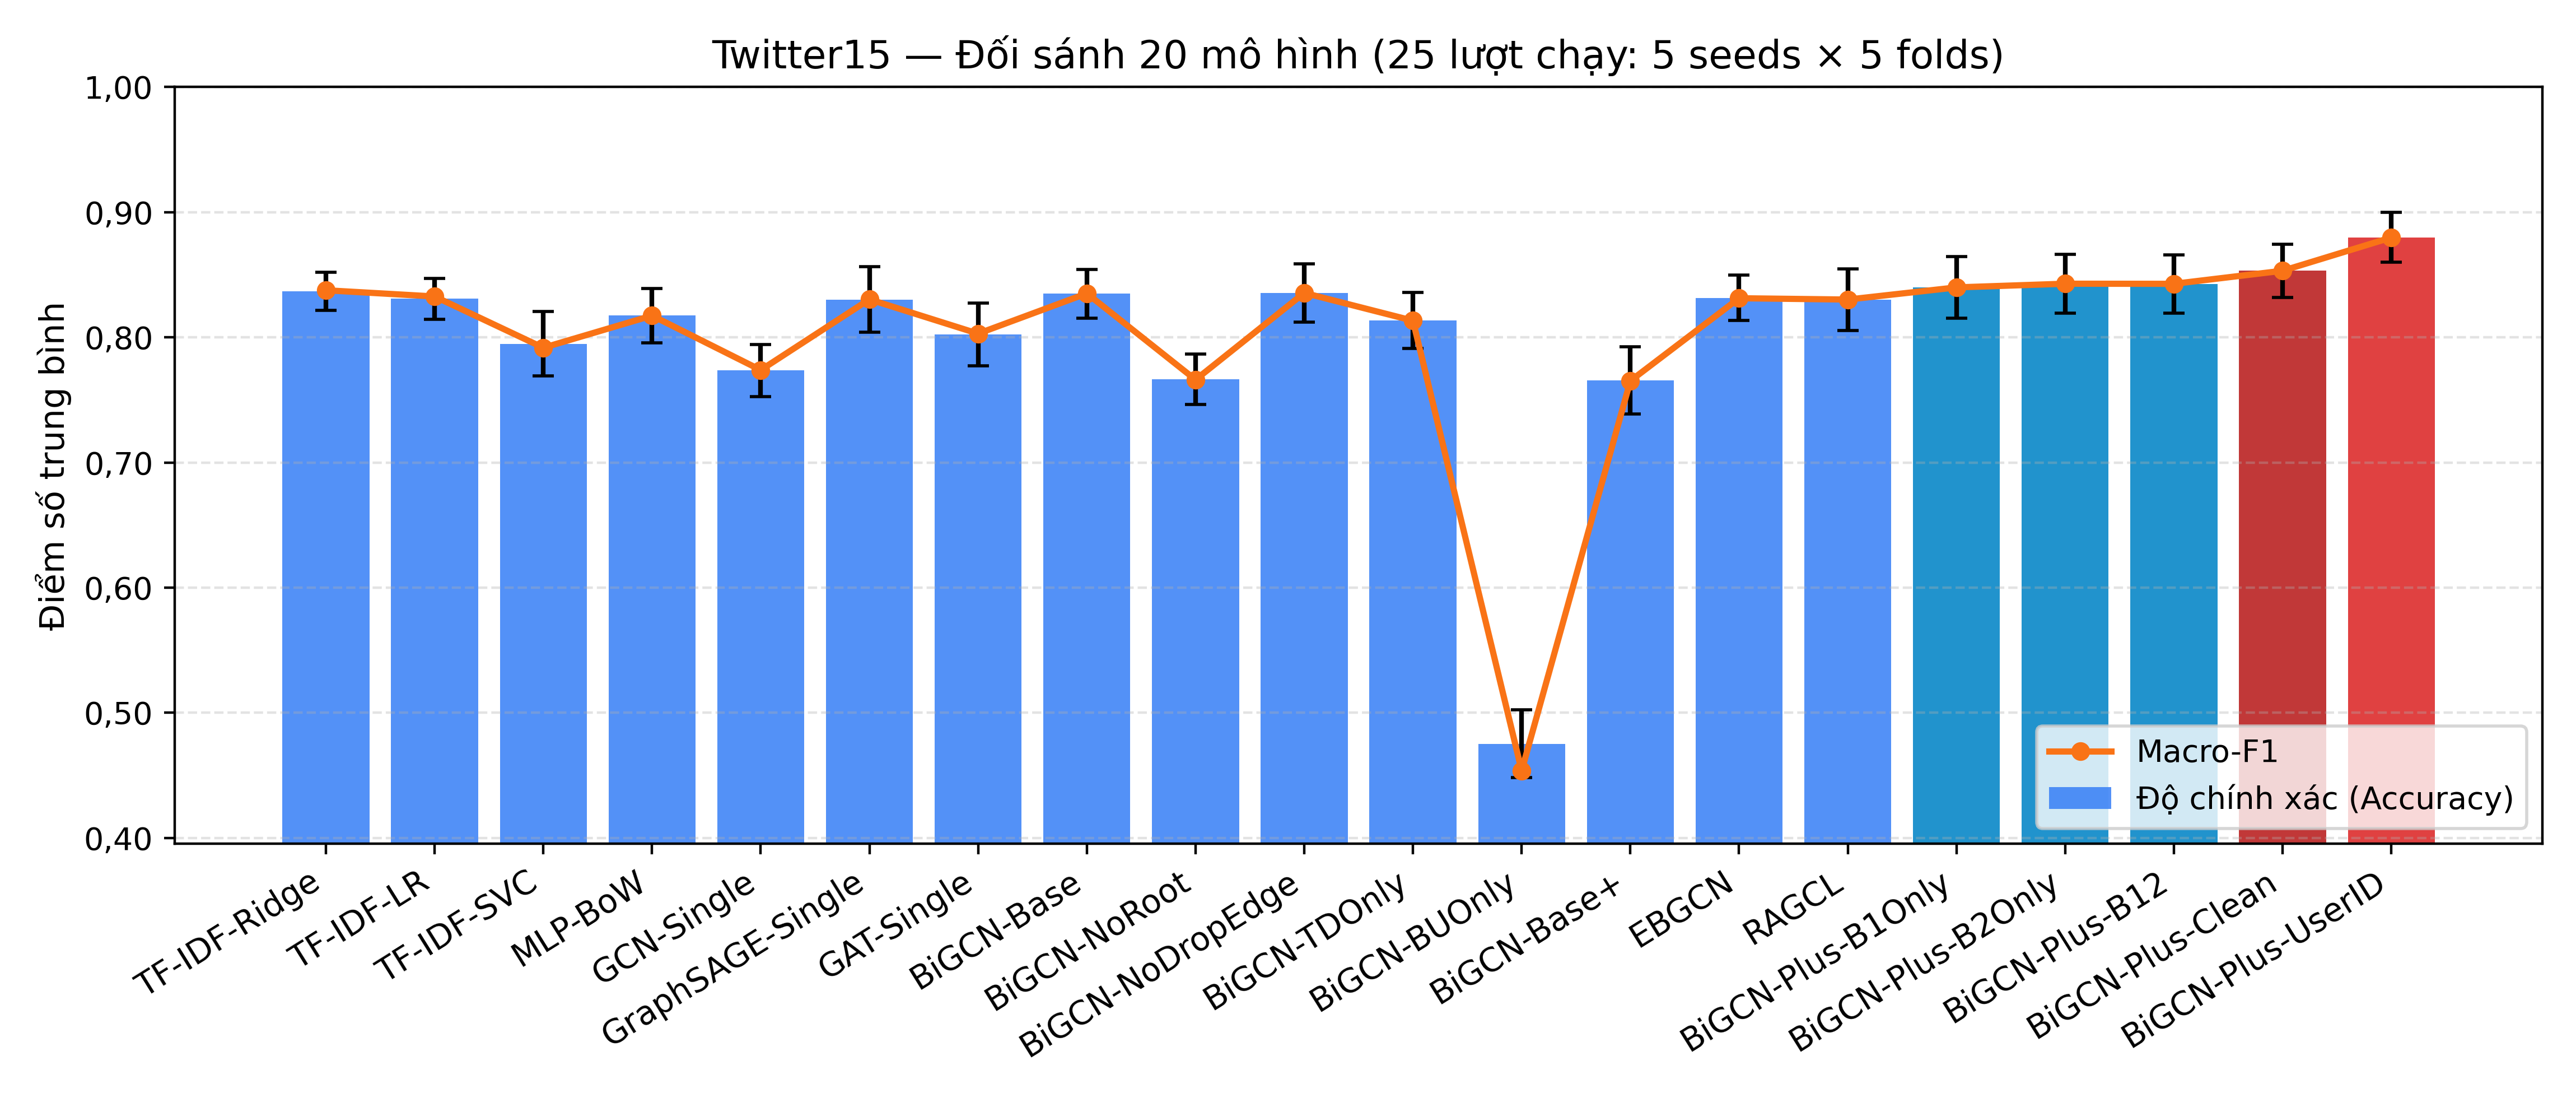 Twitter15 — Đối sánh 20 mô hình (25 lượt chạy: 5 seeds × 5 folds)
Điểm số trung bình
1,00
0,90
0,80
0,70
0,60
0,50
0,40
Macro-F1
Độ chính xác (Accuracy)
TF-IDF-Ridge
TF-IDF-LR
TF-IDF-SVC
MLP-BoW
GCN-Single
GraphSAGE-Single
GAT-Single
BiGCN-Base
BiGCN-NoRoot
BiGCN-NoDropEdge
BiGCN-TDOnly
BiGCN-BUOnly
BiGCN-Base+
EBGCN
RAGCL
BiGCN-Plus-B1Only
BiGCN-Plus-B2Only
BiGCN-Plus-B12
BiGCN-Plus-Clean
BiGCN-Plus-UserID